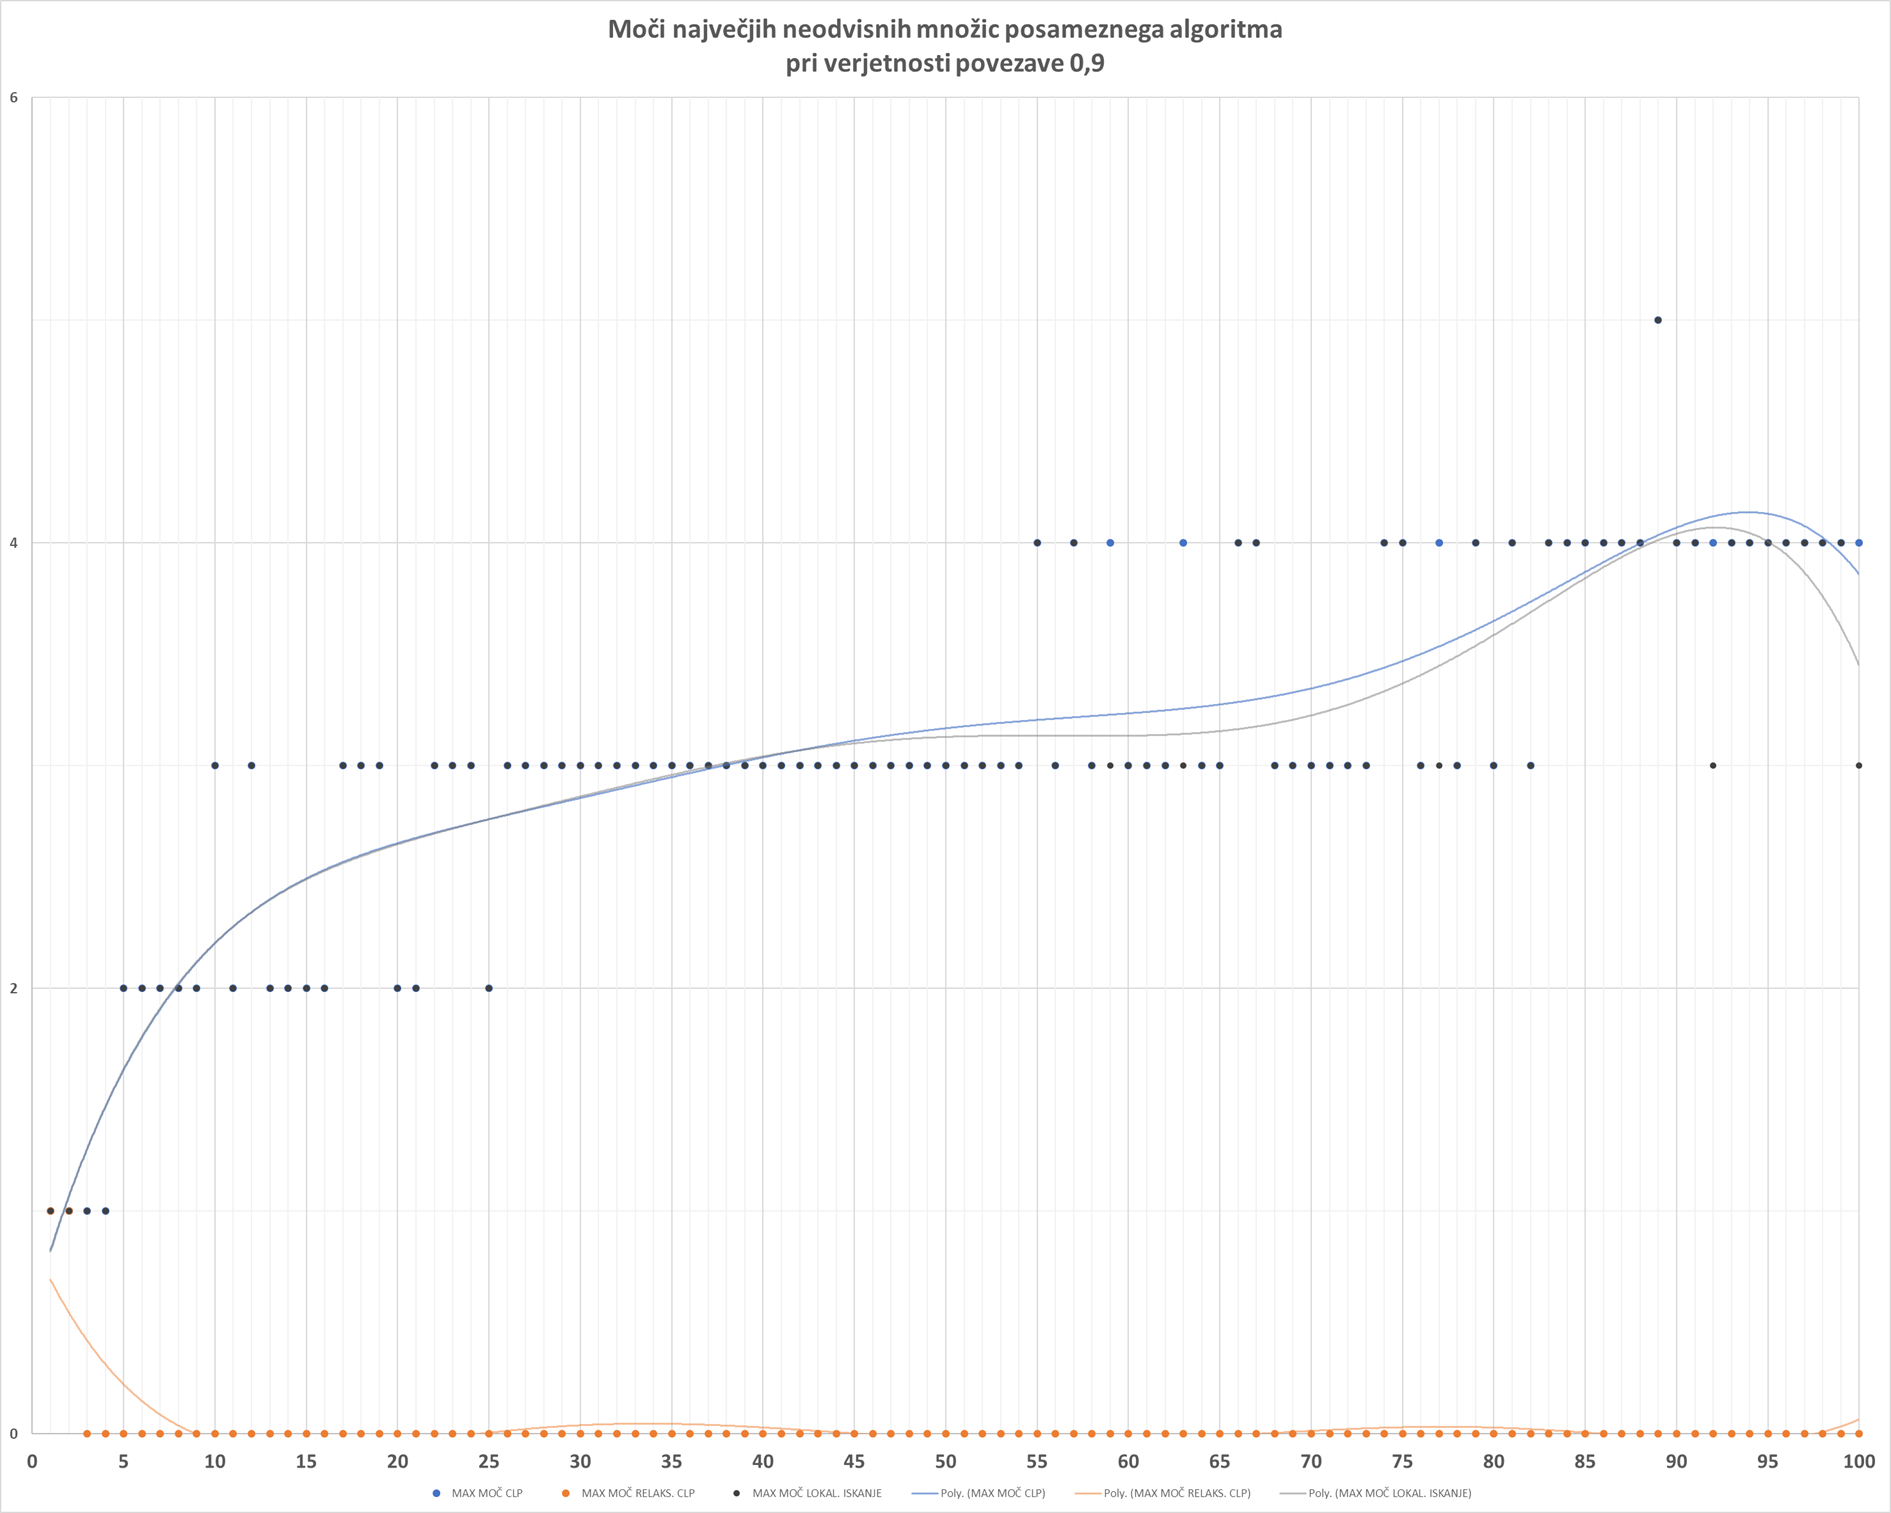 Moči največjih neodvisnih množic posameznega algoritma
pri verjetnosti povezave 0,9
6
4
2
0
0 5 10 15 20 25 30 35 40 45 50 55 60 65 70 75 80 85 90 95 100
MAX MOČ CLP MAX MOČ RELAKS. CLP MAX MOČ LOKAL. ISKANJE Poly. (MAX MOČ CLP) Poly. (MAX MOČ RELAKS. CLP) Poly. (MAX MOČ LOKAL. ISKANJE)